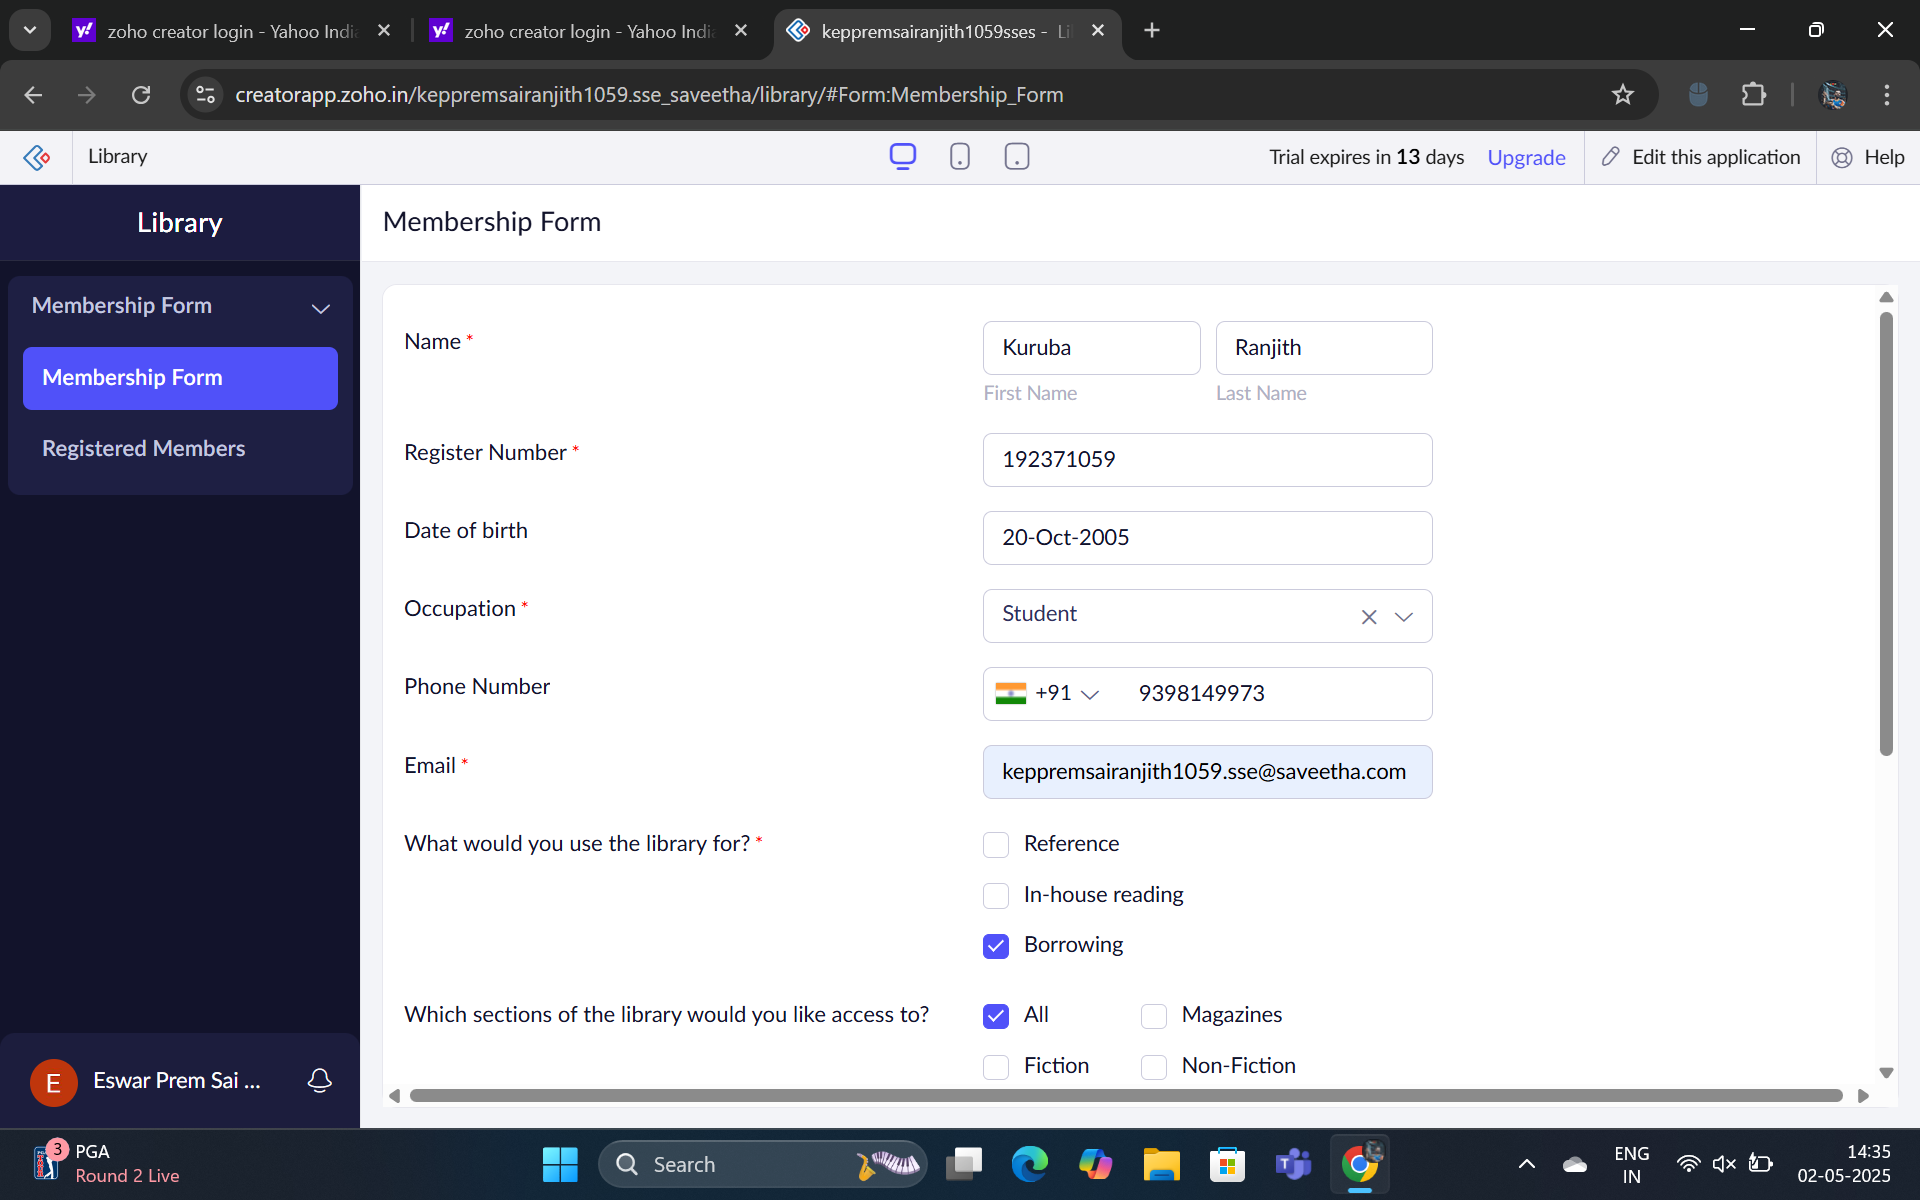 zoho creator login - Yahoo Indi
zoho creator login - Yahoo Indi
keppremsairanjith1059sses - Li
creatorapp.zoho.in/keppremsairanjith1059.sse_saveetha/library/#Form:Membership_Form
Library
Trial expires in 13 days
Upgrade
Edit this application
Help
Library
Membership Form
Membership Form
Registered Members
Membership Form
Name *
Kuruba
Ranjith
First Name
Last Name
Register Number *
192371059
Date of birth
20-Oct-2005
Occupation *
Student
Phone Number
+91
9398149973
Email *
keppremsairanjith1059.sse@saveetha.com
What would you use the library for? *
Reference
In-house reading
Borrowing
Which sections of the library would you like access to?
All
Magazines
Fiction
Non-Fiction
E
Eswar Prem Sai ...
3
PGA
Round 2 Live
Search
ENG
IN
14:35
02-05-2025